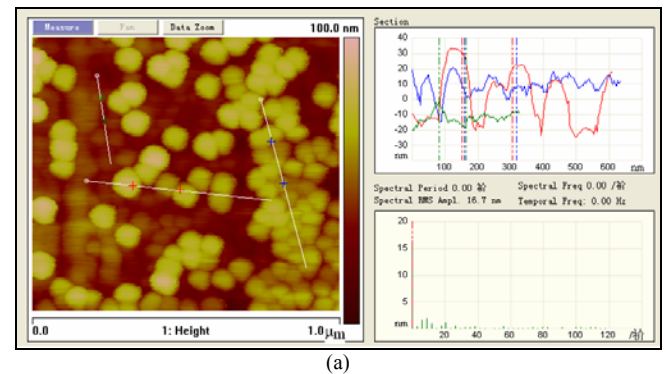 Measure Pan Data Zoom 100.0 nm
0.0 1: Height 1.0 μm
Section
40
30
20
10
0
-10
-20
-30
nm 100 200 300 400 500 600 nm
Spectral Period 0.00 Spectral Freq 0.00 /
Spectral RMS Ampl. 16.7 nm Temporal Freq: 0.00 Hz
20
15
10
5
nm 20 40 60 80 100 120
(a)